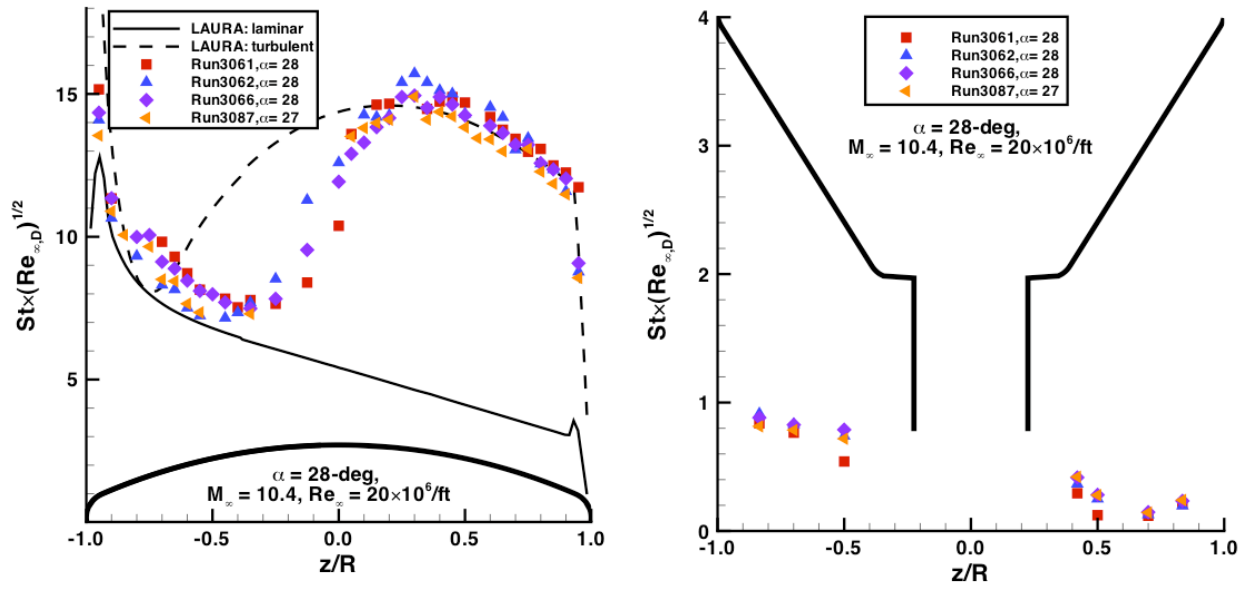 LAURA: laminar
LAURA: turbulent
Run3061,α= 28
Run3062,α= 28
Run3066,α= 28
Run3087,α= 27
15
10
5
St×(Re∞,D)1/2
α = 28-deg,
M∞ = 10.4, Re∞ = 20×10⁶/ft
-1.0
-0.5
0.0
0.5
1.0
z/R
4
3
2
1
0
St×(Re∞,D)1/2
Run3061,α= 28
Run3062,α= 28
Run3066,α= 28
Run3087,α= 27
α = 28-deg,
M∞ = 10.4, Re∞ = 20×10⁶/ft
-1.0
-0.5
0.0
0.5
1.0
z/R